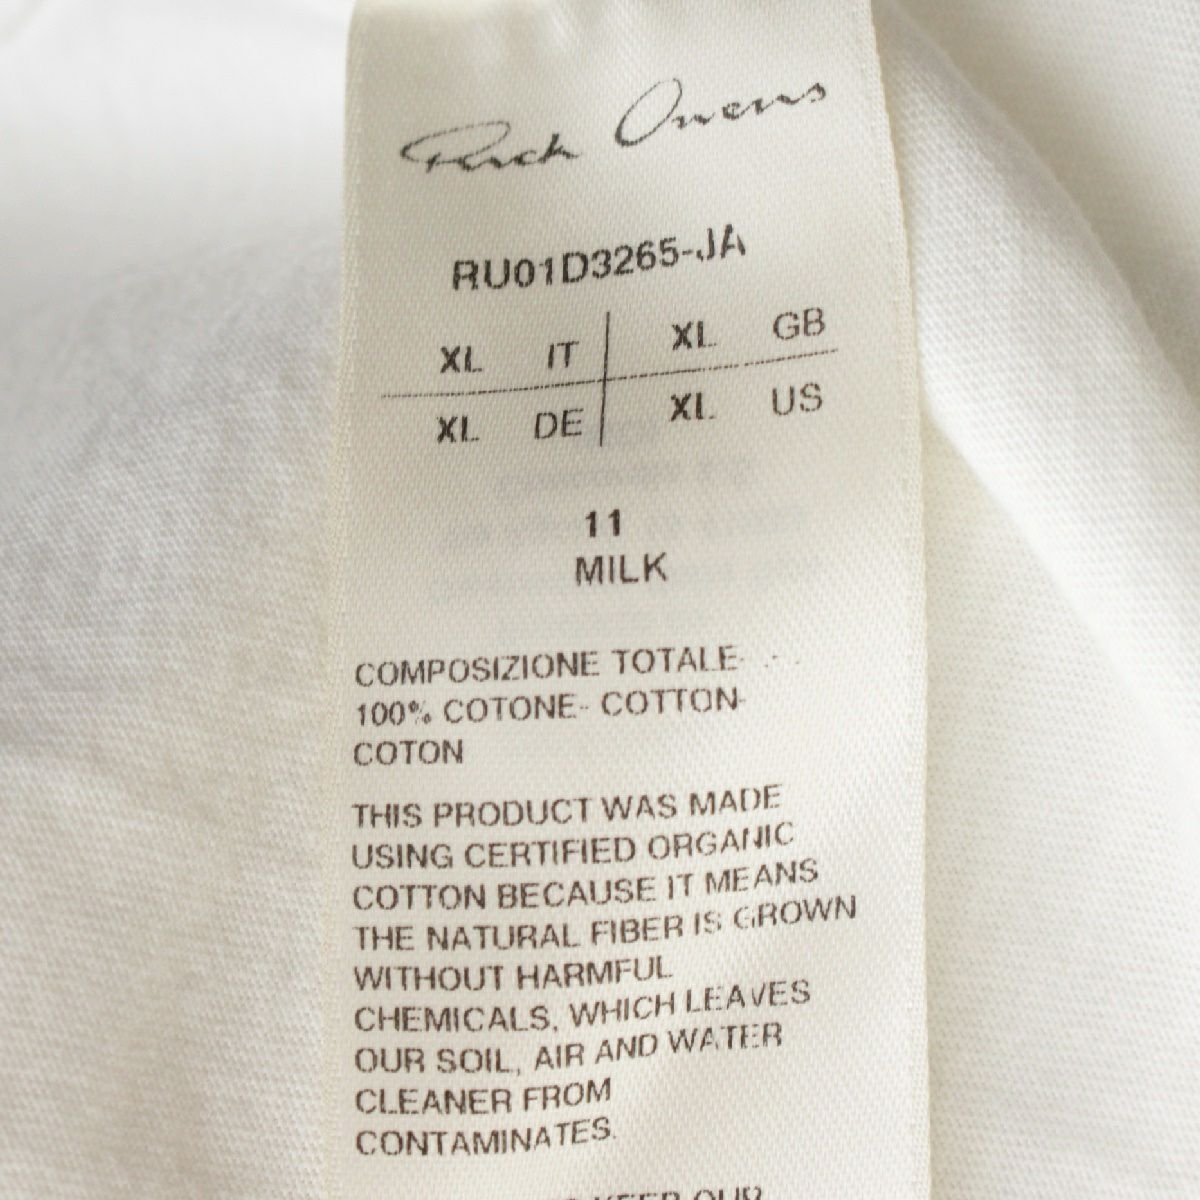 Rick Owens
RU01D3265-JA
XL IT XL GB
XL DE XL US
11
MILK
COMPOSIZIONE TOTALE-
100% COTONE- COTTON-
COTON
THIS PRODUCT WAS MADE
USING CERTIFIED ORGANIC
COTTON BECAUSE IT MEANS
THE NATURAL FIBER IS GROWN
WITHOUT HARMFUL
CHEMICALS, WHICH LEAVES
OUR SOIL, AIR AND WATER
CLEANER FROM
CONTAMINATES.
KEEP OUR